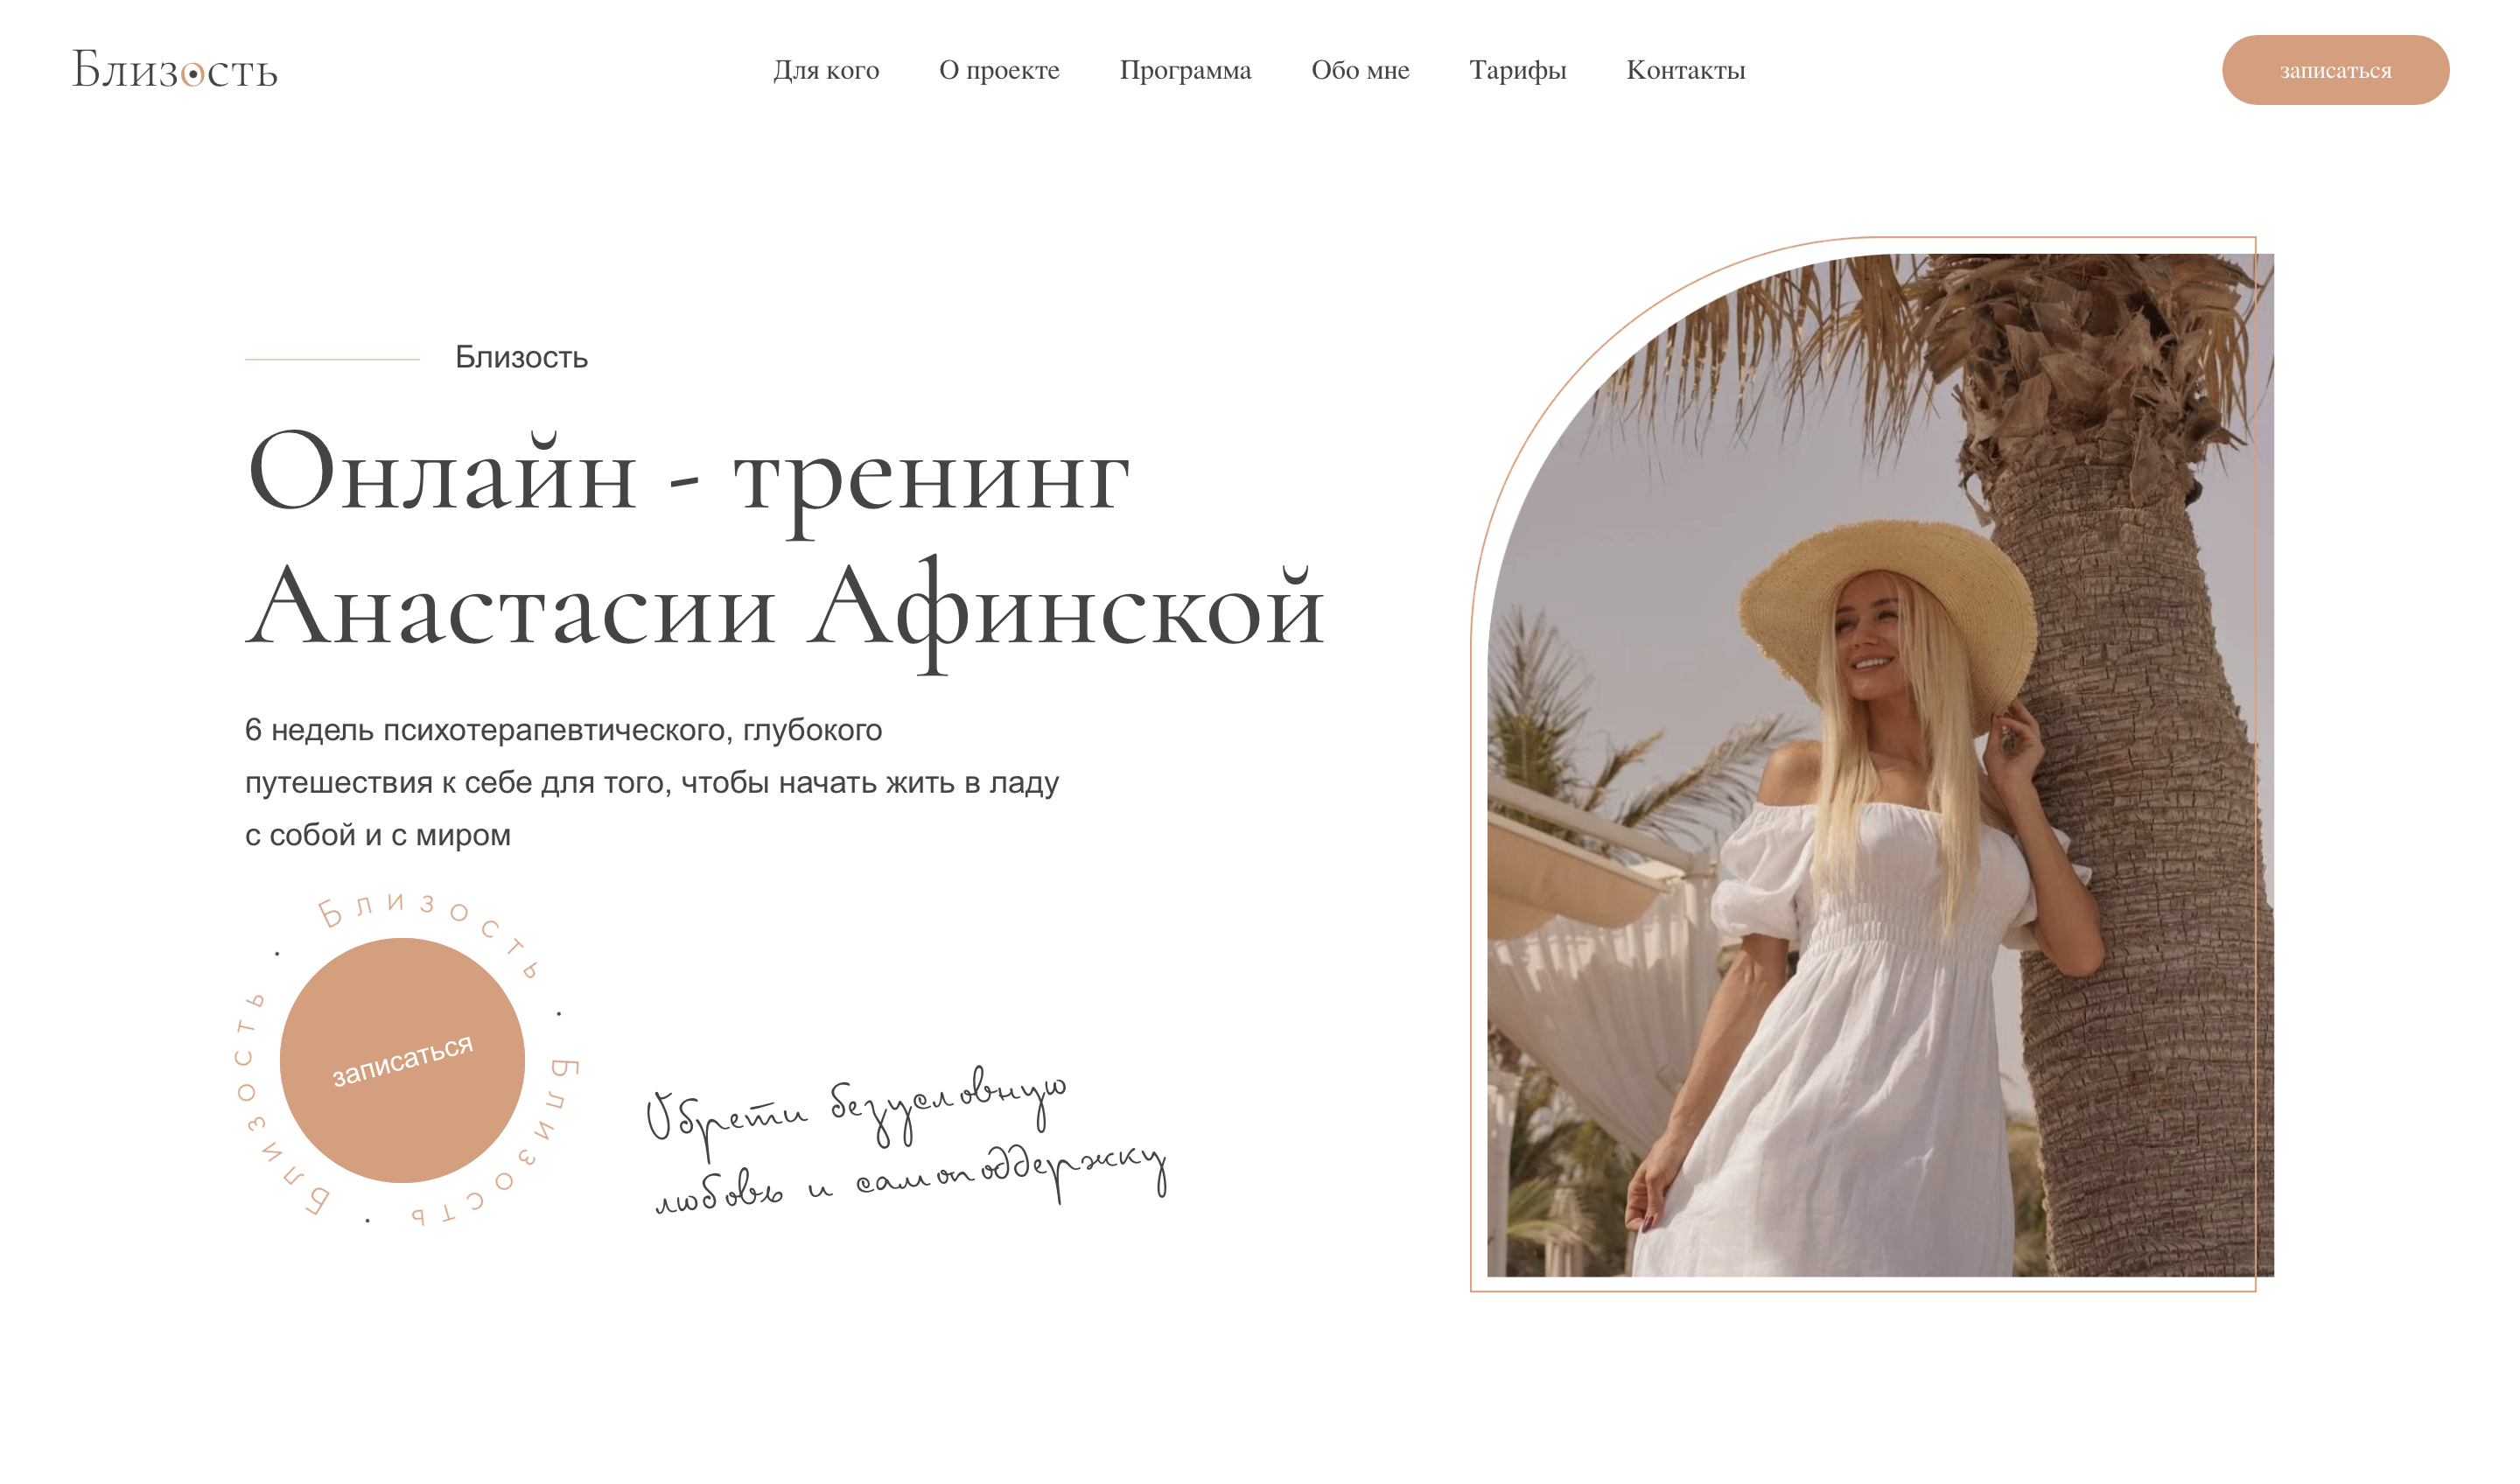 Близость
Для кого
О проекте
Программа
Обо мне
Тарифы
Контакты
записаться
Близость
Онлайн - тренинг
Анастасии Афинской
6 недель психотерапевтического, глубокого
путешествия к себе для того, чтобы начать жить в ладу
с собой и с миром
Близость · Близость · Близость ·
записаться
Обрети безусловную
любовь и самоподдержку